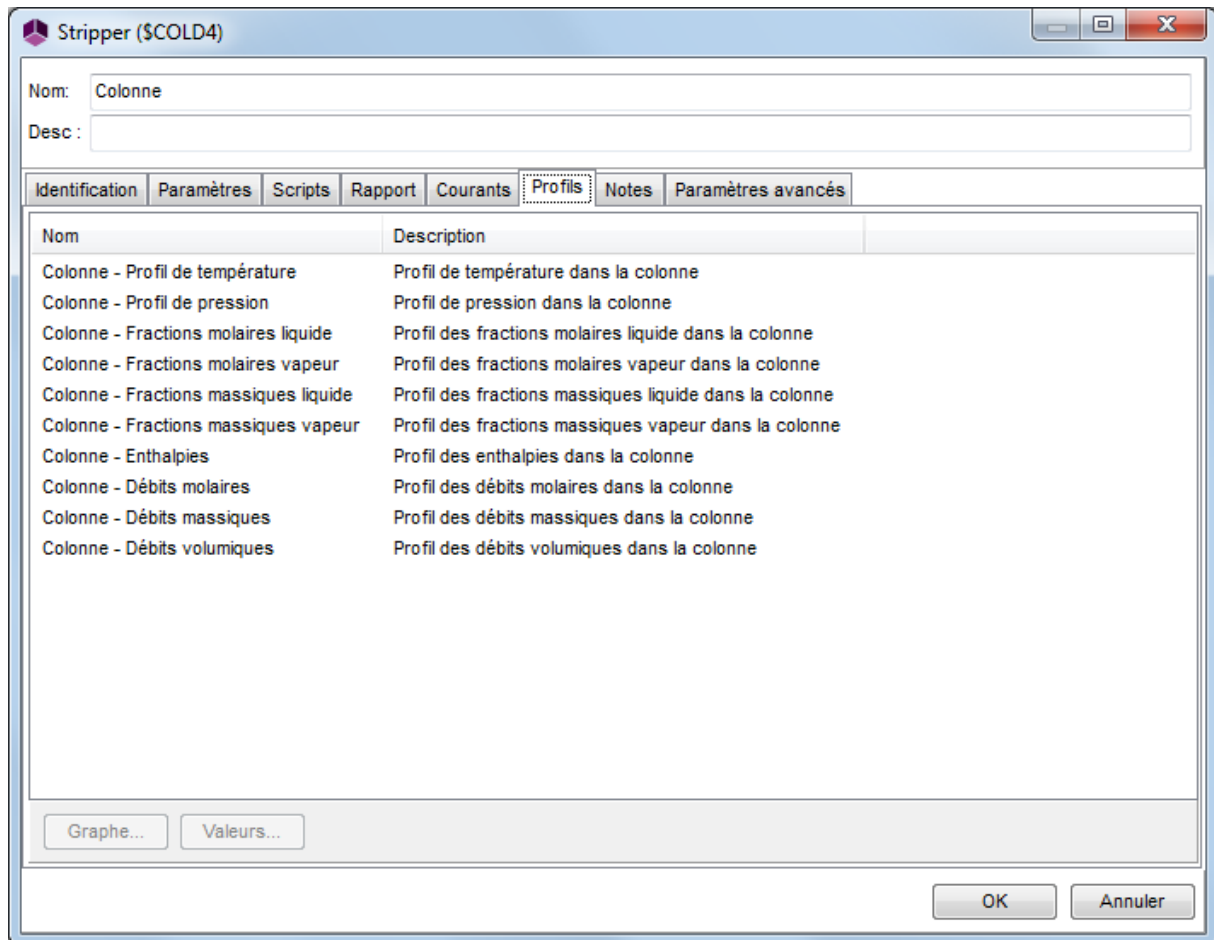 Stripper ($COLD4)
Nom: Colonne
Desc :
Identification Paramètres Scripts Rapport Courants Profils Notes Paramètres avancés
Nom Description
Colonne - Profil de température Profil de température dans la colonne
Colonne - Profil de pression Profil de pression dans la colonne
Colonne - Fractions molaires liquide Profil des fractions molaires liquide dans la colonne
Colonne - Fractions molaires vapeur Profil des fractions molaires vapeur dans la colonne
Colonne - Fractions massiques liquide Profil des fractions massiques liquide dans la colonne
Colonne - Fractions massiques vapeur Profil des fractions massiques vapeur dans la colonne
Colonne - Enthalpies Profil des enthalpies dans la colonne
Colonne - Débits molaires Profil des débits molaires dans la colonne
Colonne - Débits massiques Profil des débits massiques dans la colonne
Colonne - Débits volumiques Profil des débits volumiques dans la colonne
Graphe... Valeurs...
OK Annuler